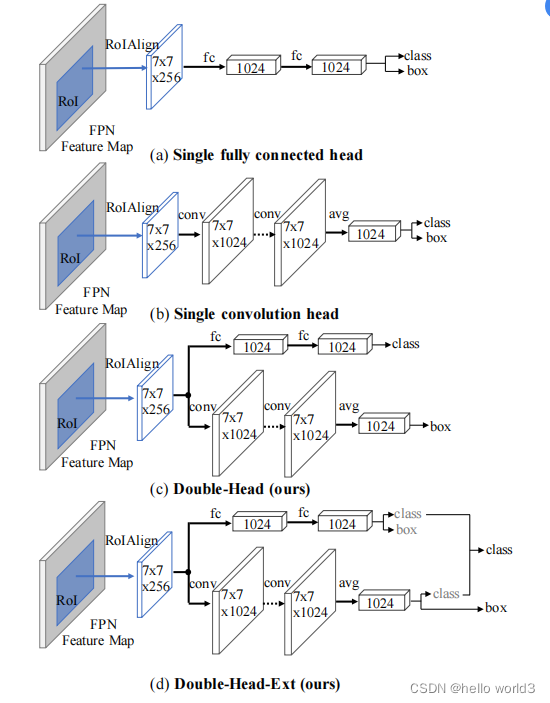 RoIAlign
7x7
x256
fc
1024
fc
1024
class
box
RoI
FPN
Feature Map
(a) Single fully connected head
RoIAlign
7x7
x256
conv
7x7
x1024
conv
7x7
x1024
avg
1024
class
box
RoI
FPN
Feature Map
(b) Single convolution head
RoIAlign
7x7
x256
fc
1024
fc
1024
class
conv
7x7
x1024
conv
7x7
x1024
avg
1024
box
RoI
FPN
Feature Map
(c) Double-Head (ours)
RoIAlign
7x7
x256
fc
1024
fc
1024
class
box
conv
7x7
x1024
conv
7x7
x1024
avg
1024
class
class
box
RoI
FPN
Feature Map
(d) Double-Head-Ext (ours)
CSDN @hello world3